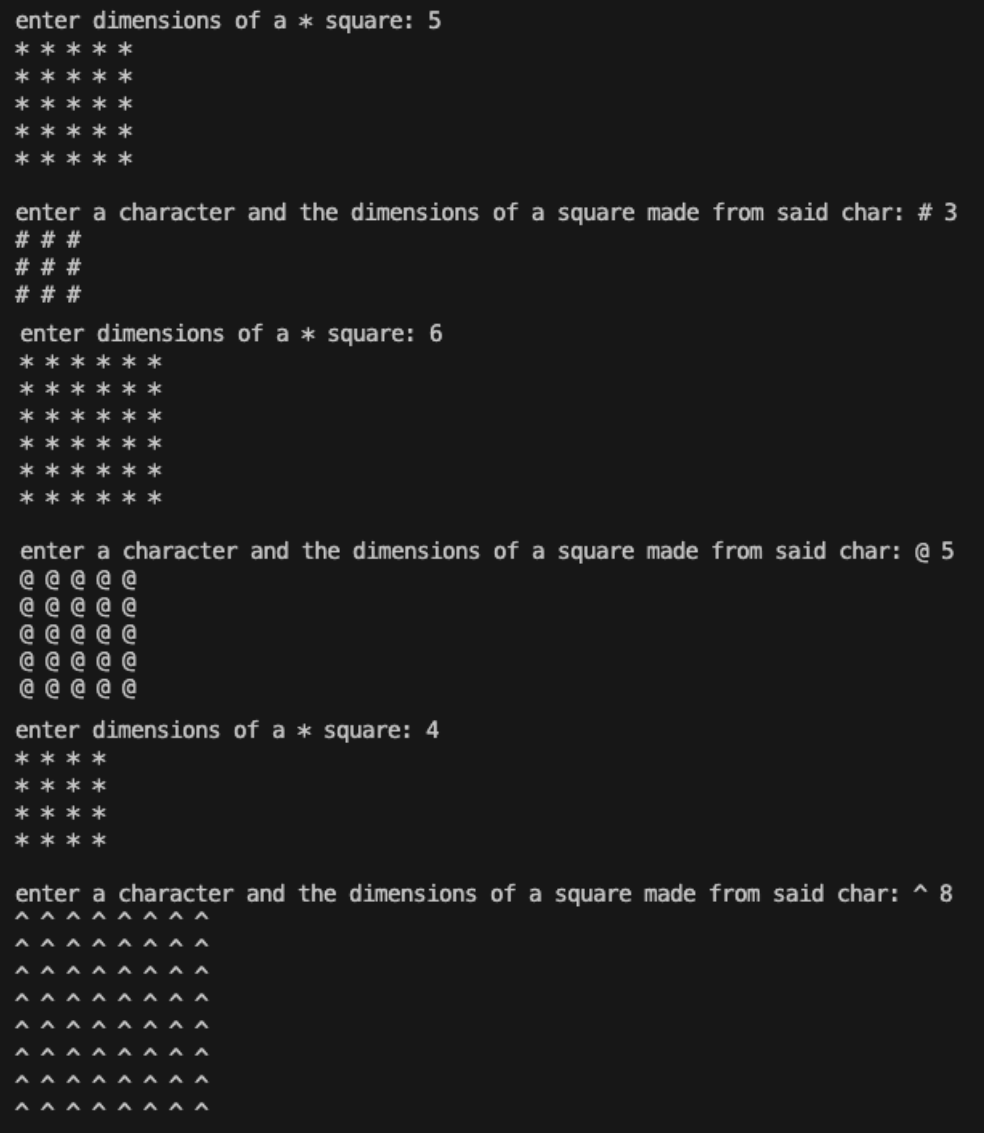 enter dimensions of a * square: 5
* * * * *
* * * * *
* * * * *
* * * * *
* * * * *
enter a character and the dimensions of a square made from said char: # 3
# # #
# # #
# # #
enter dimensions of a * square: 6
* * * * * *
* * * * * *
* * * * * *
* * * * * *
* * * * * *
* * * * * *
enter a character and the dimensions of a square made from said char: @ 5
@ @ @ @ @
@ @ @ @ @
@ @ @ @ @
@ @ @ @ @
@ @ @ @ @
enter dimensions of a * square: 4
* * * *
* * * *
* * * *
* * * *
enter a character and the dimensions of a square made from said char: ^ 8
^ ^ ^ ^ ^ ^ ^ ^
^ ^ ^ ^ ^ ^ ^ ^
^ ^ ^ ^ ^ ^ ^ ^
^ ^ ^ ^ ^ ^ ^ ^
^ ^ ^ ^ ^ ^ ^ ^
^ ^ ^ ^ ^ ^ ^ ^
^ ^ ^ ^ ^ ^ ^ ^
^ ^ ^ ^ ^ ^ ^ ^